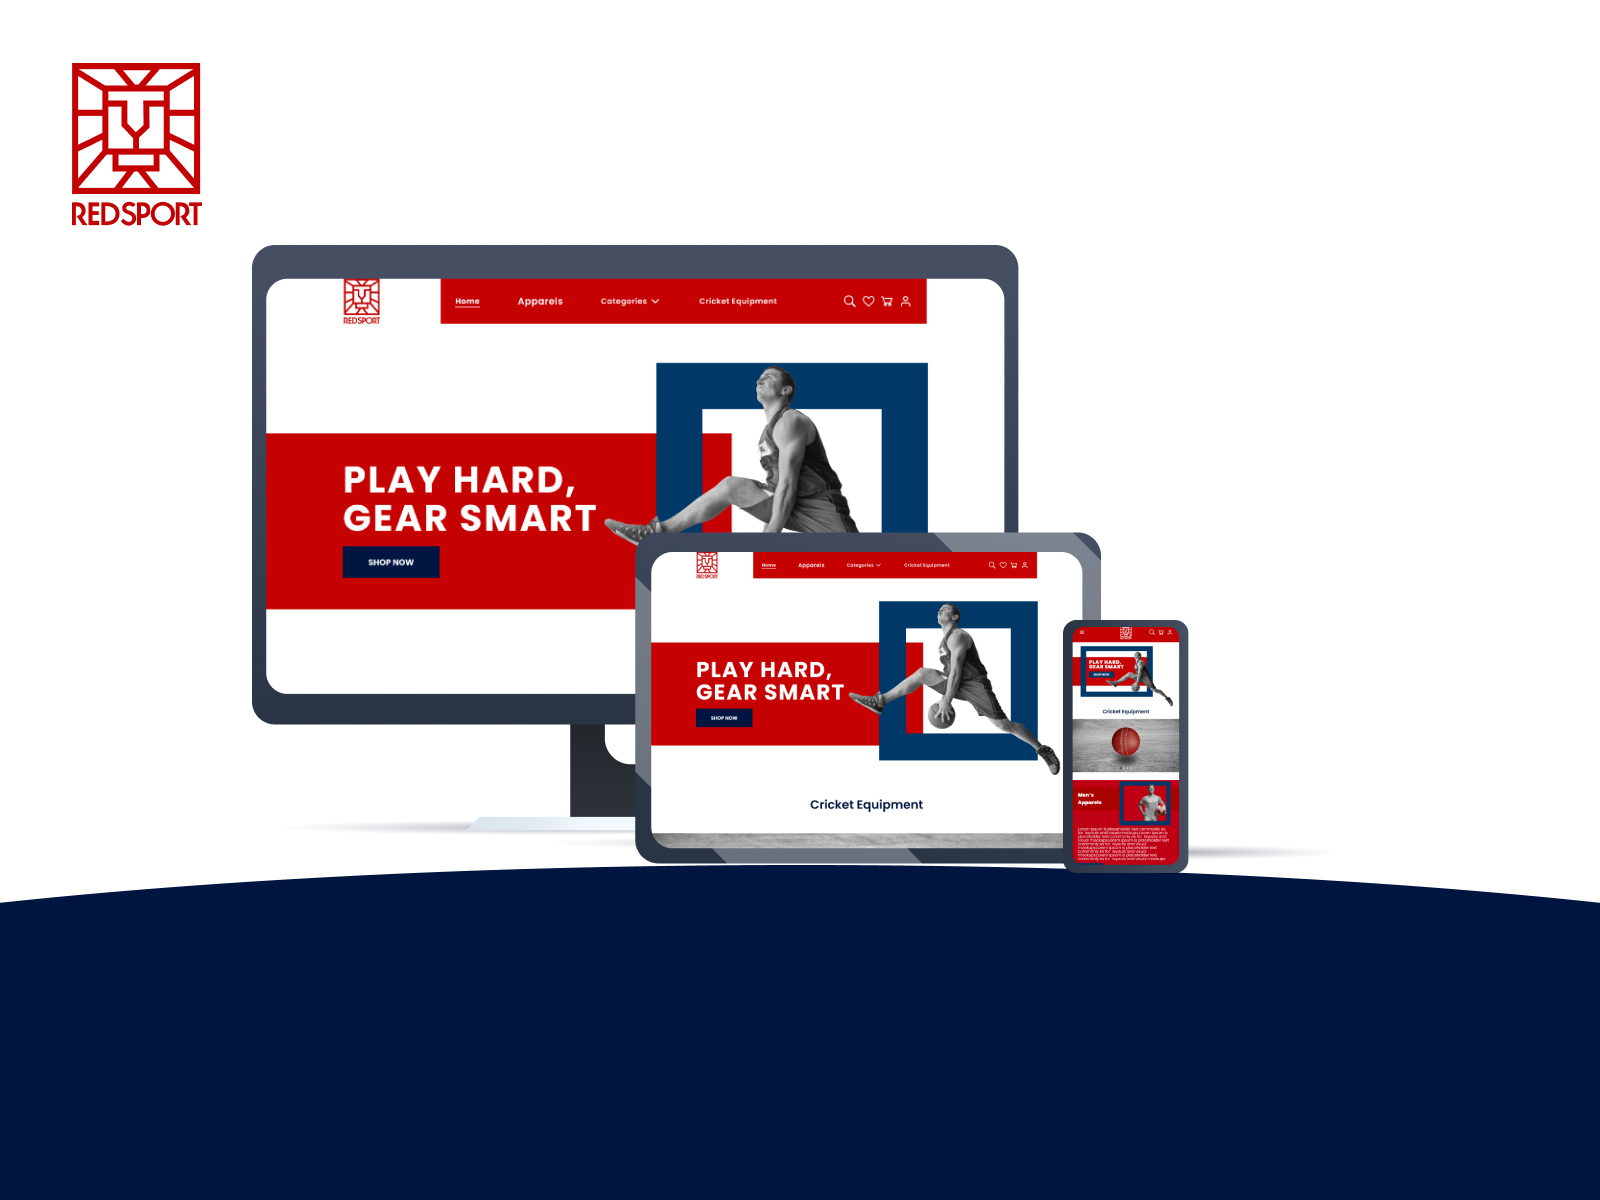 REDSPORT
REDSPORT
Home Apparels Categories Cricket Equipment
PLAY HARD,
GEAR SMART
SHOP NOW
REDSPORT
Home Apparels Categories Cricket Equipment
PLAY HARD,
GEAR SMART
SHOP NOW
Cricket Equipment
PLAY HARD,
GEAR SMART
SHOP NOW
Cricket Equipment
Men's
Apparels